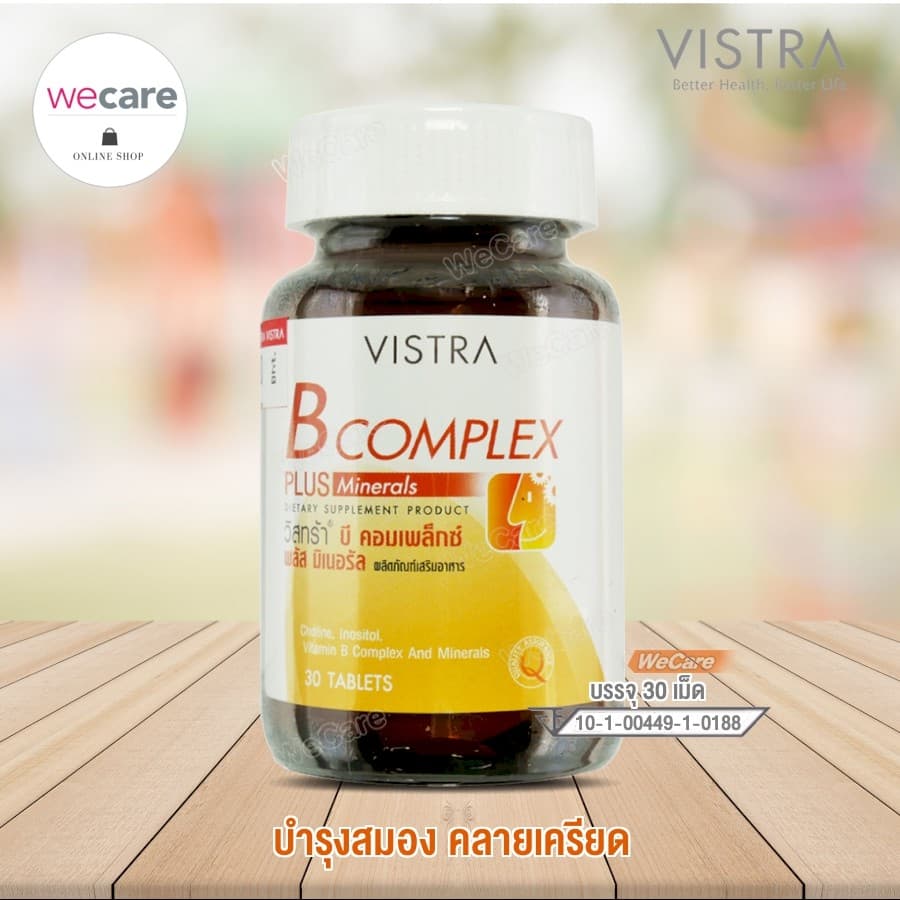 wecare
ONLINE SHOP
VISTRA
Better Health, Better Life
WeCare
WeCare
VISTRA
VISTRA
B COMPLEX
PLUS Minerals
DIETARY SUPPLEMENT PRODUCT
วิสทร้า® บี คอมเพล็กซ์
พลัส มิเนอรัล ผลิตภัณฑ์เสริมอาหาร
Choline, Inositol,
Vitamin B Complex And Minerals
30 TABLETS
Q
WeCare
บรรจุ 30 เม็ด
10-1-00449-1-0188
WeCare
บำรุงสมอง คลายเครียด